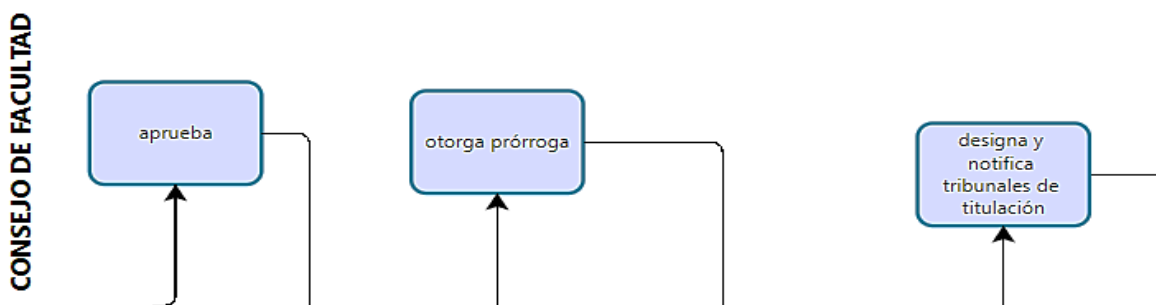 CONSEJO DE FACULTAD
aprueba
otorga prórroga
designa y
notifica
tribunales de
titulación